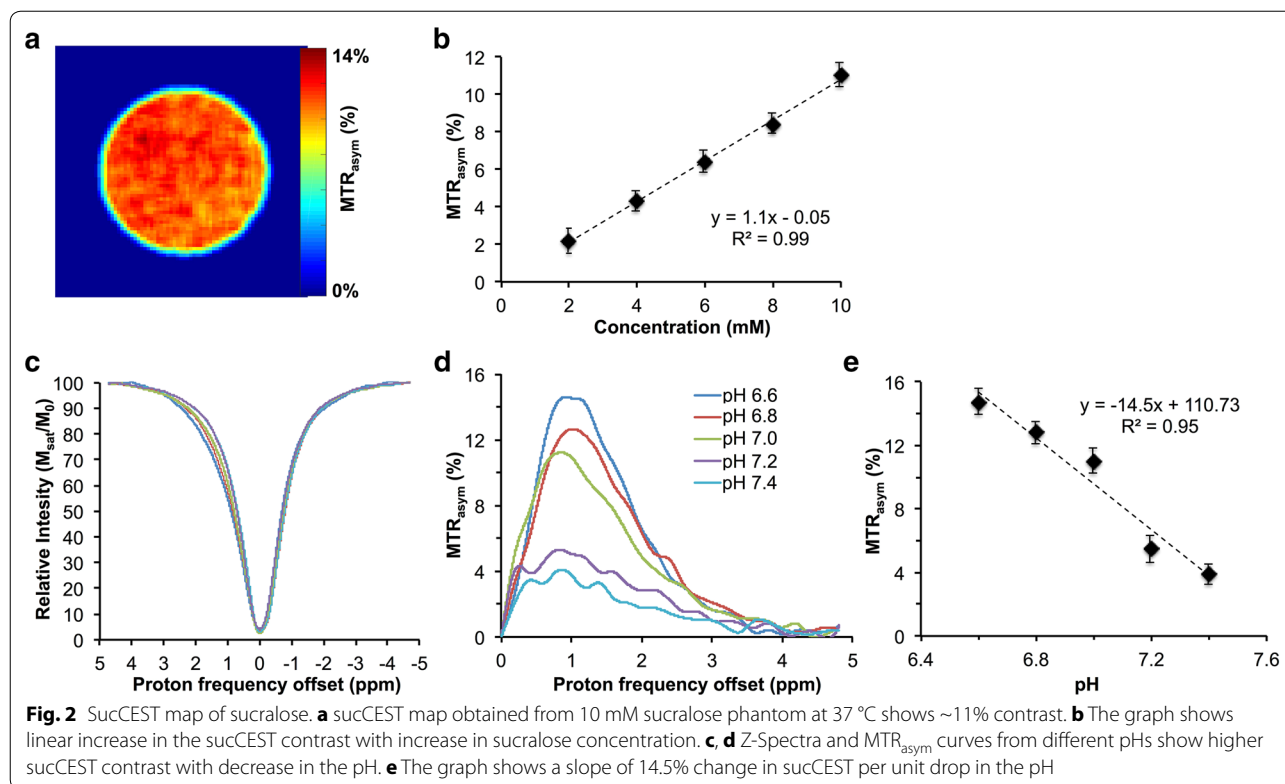 a
14%
MTRasym (%)
0%
b
12
10
8
6
4
2
0
MTRasym (%)
y = 1.1x - 0.05
R² = 0.99
0 2 4 6 8 10
Concentration (mM)
c
100
90
80
70
60
50
40
30
20
10
0
Relative Intesity (Msat/M0)
5 4 3 2 1 0 -1 -2 -3 -4 -5
Proton frequency offset (ppm)
d
16
12
8
4
0
MTRasym (%)
pH 6.6
pH 6.8
pH 7.0
pH 7.2
pH 7.4
0 1 2 3 4 5
Proton frequency offset (ppm)
e
16
12
8
4
0
MTRasym (%)
y = -14.5x + 110.73
R² = 0.95
6.4 6.8 7.2 7.6
pH
Fig. 2 SucCEST map of sucralose. a sucCEST map obtained from 10 mM sucralose phantom at 37 °C shows ~11% contrast. b The graph shows
linear increase in the sucCEST contrast with increase in sucralose concentration. c, d Z-Spectra and MTRasym curves from different pHs show higher
sucCEST contrast with decrease in the pH. e The graph shows a slope of 14.5% change in sucCEST per unit drop in the pH